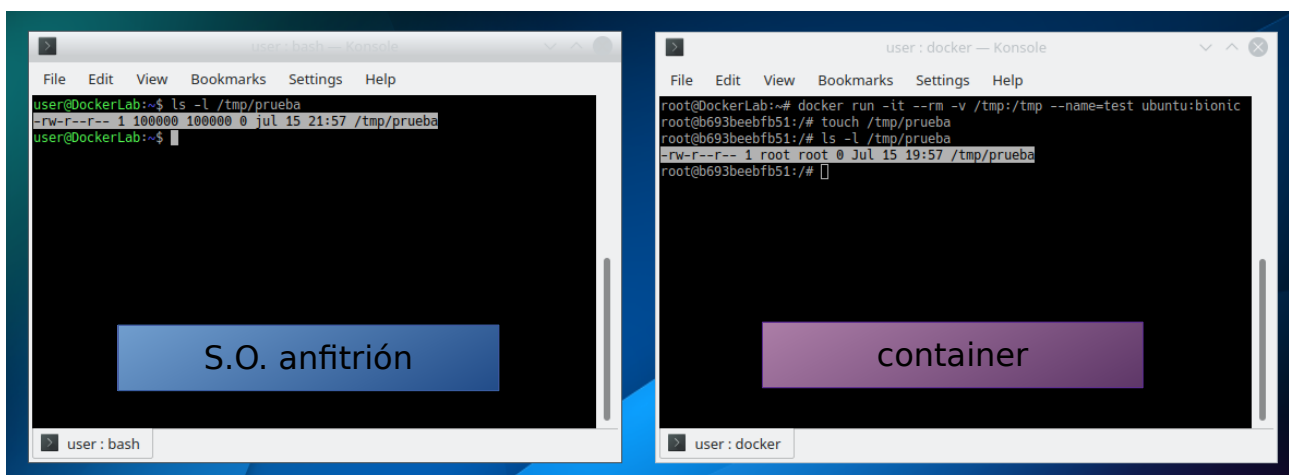 user : bash — Konsole
File Edit View Bookmarks Settings Help
user@DockerLab:~$ ls -l /tmp/prueba
-rw-r--r-- 1 100000 100000 0 jul 15 21:57 /tmp/prueba
user@DockerLab:~$
S.O. anfitrión
user : bash
user : docker — Konsole
File Edit View Bookmarks Settings Help
root@DockerLab:~# docker run -it --rm -v /tmp:/tmp --name=test ubuntu:bionic
root@b693beebfb51:/# touch /tmp/prueba
root@b693beebfb51:/# ls -l /tmp/prueba
-rw-r--r-- 1 root root 0 Jul 15 19:57 /tmp/prueba
root@b693beebfb51:/#
container
user : docker